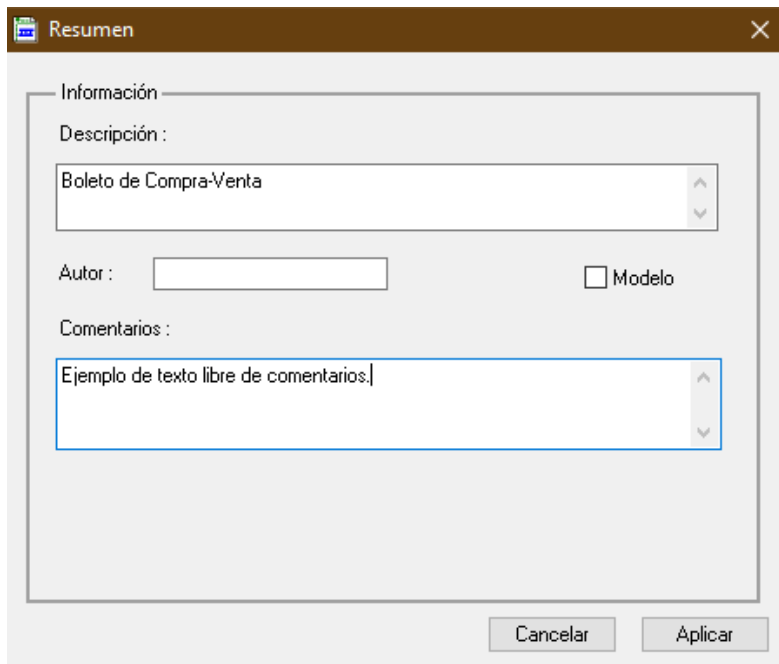 Resumen
Información
Descripción :
Boleto de Compra-Venta
Autor :
Modelo
Comentarios :
Ejemplo de texto libre de comentarios.
Cancelar
Aplicar